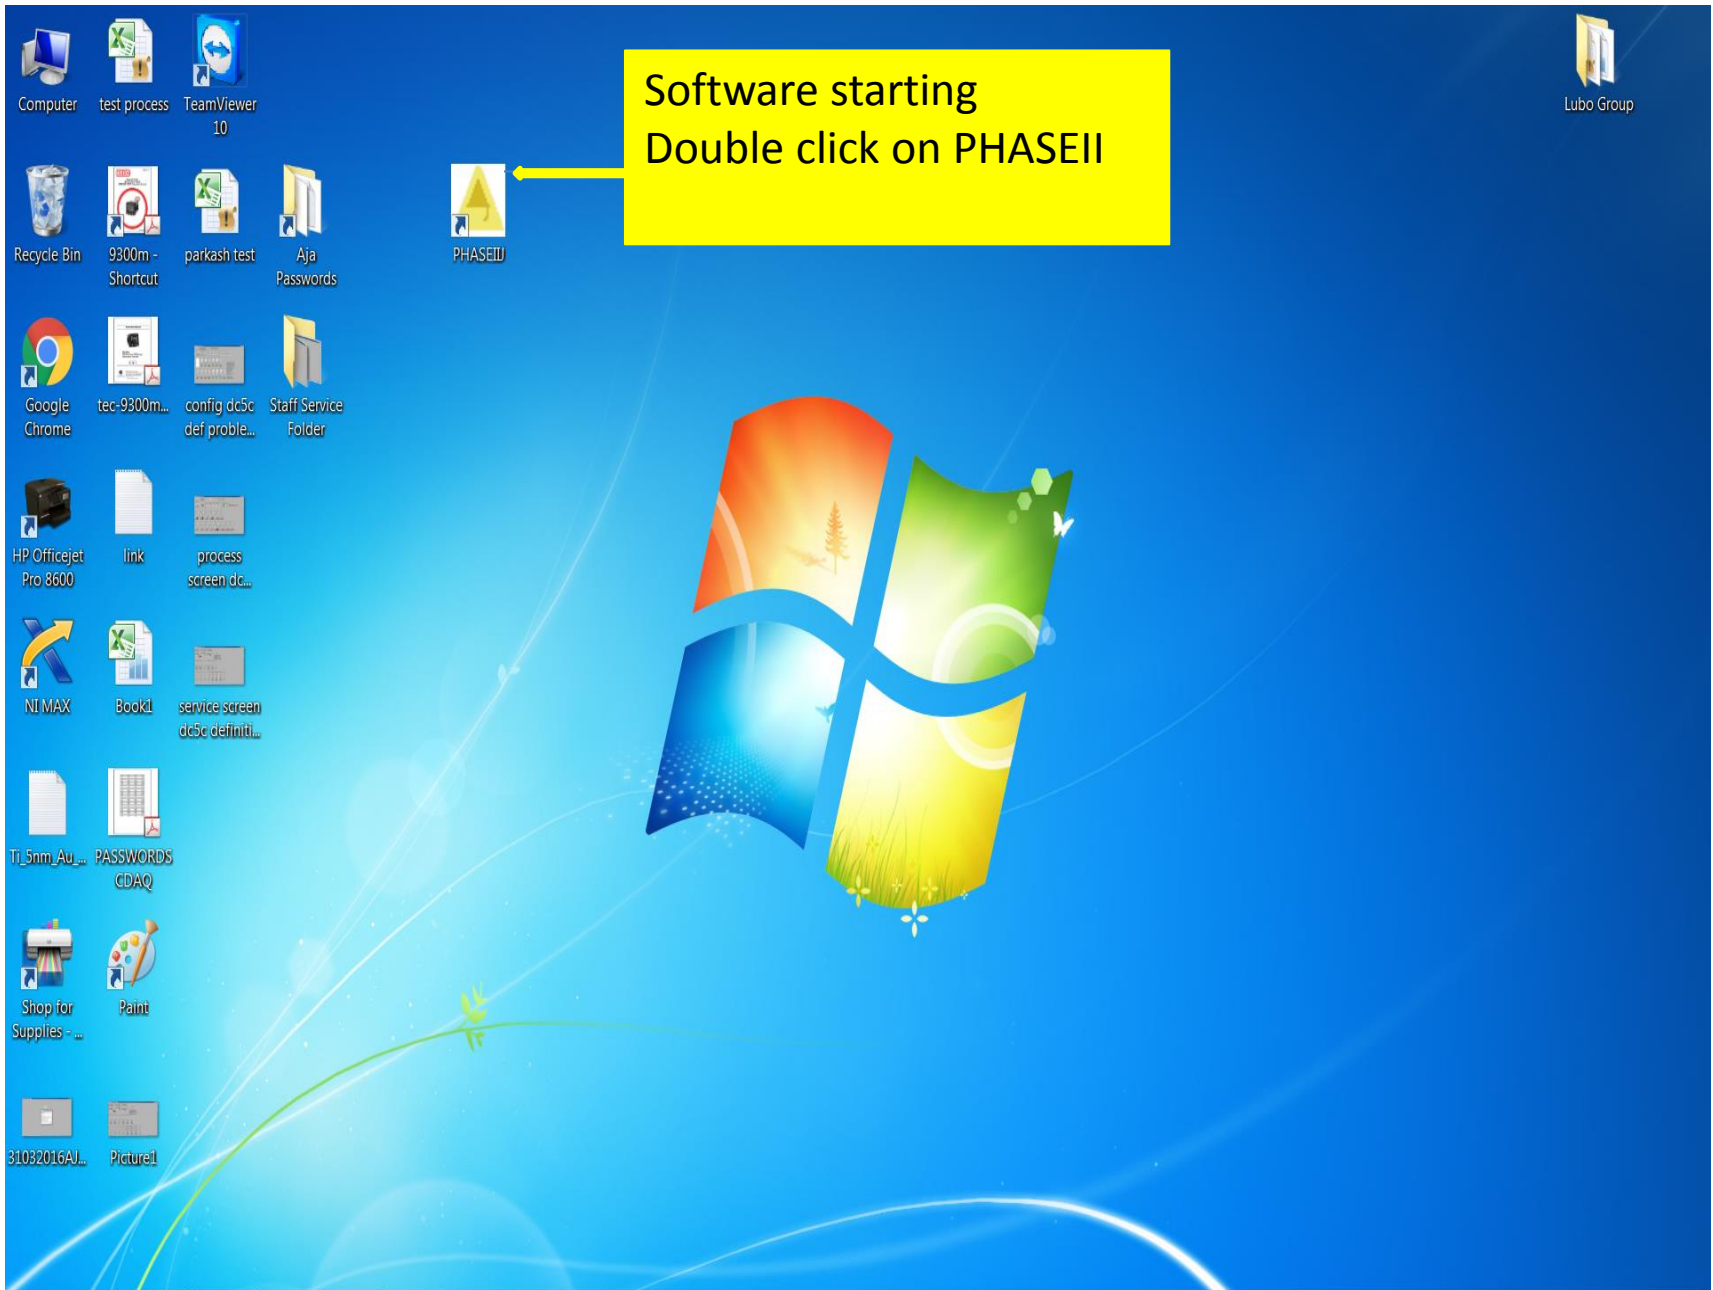 Computer
test process
TeamViewer
10
Software starting
Double click on PHASEII
Lubo Group
Recycle Bin
9300m -
Shortcut
parkash test
Aja
Passwords
Google
Chrome
tec-9300m...
config dc5c
def proble...
Staff Service
Folder
HP Officejet
Pro 8600
link
process
screen dc...
NI MAX
Book1
service screen
dc5c definiti...
Ti_5nm_Au_...
PASSWORDS
CDAQ
Shop for
Supplies - ...
Paint
31032016AJ...
Picture1